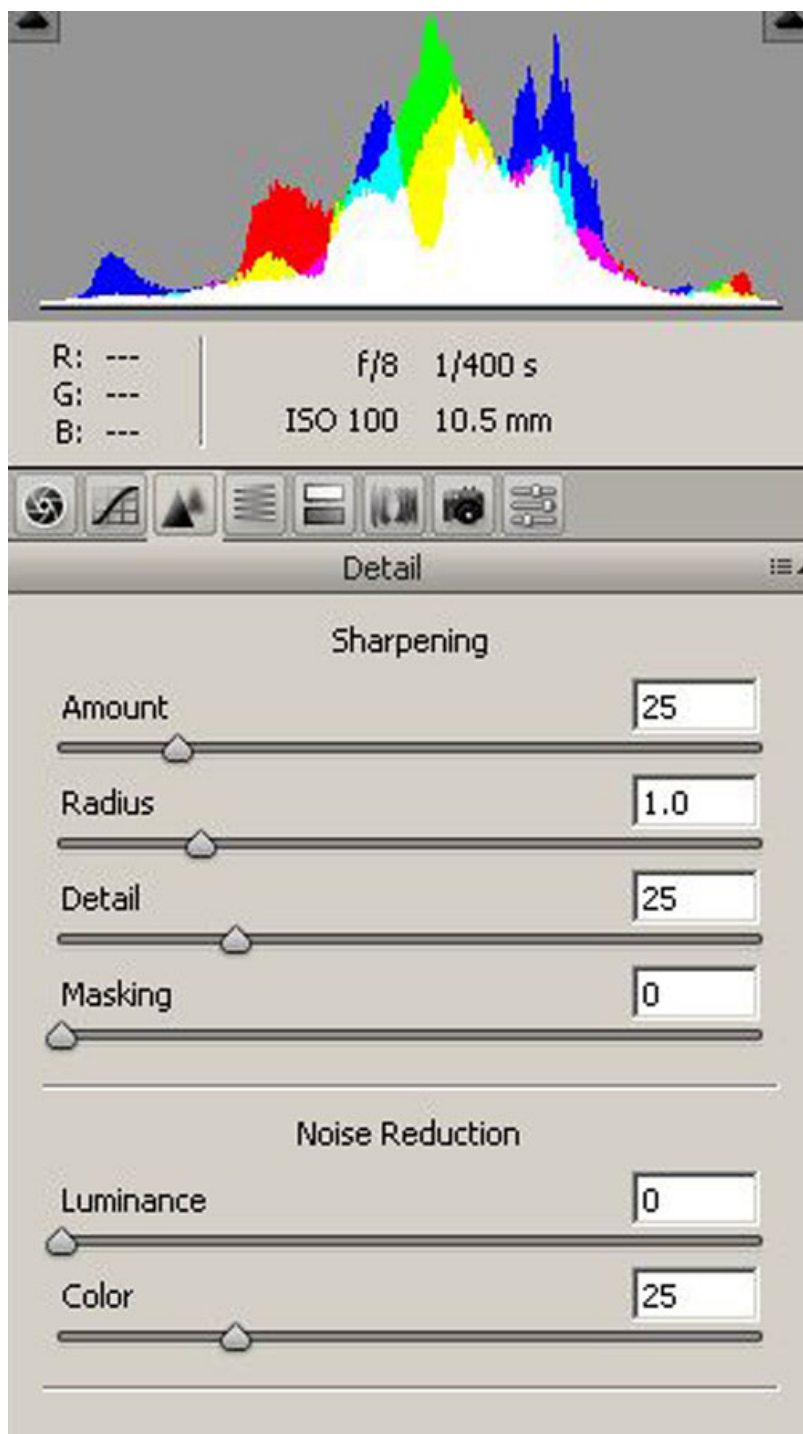 R: --- f/8 1/400 s
G: ---
B: --- ISO 100 10.5 mm
Detail
Sharpening
Amount 25
Radius 1.0
Detail 25
Masking 0
Noise Reduction
Luminance 0
Color 25